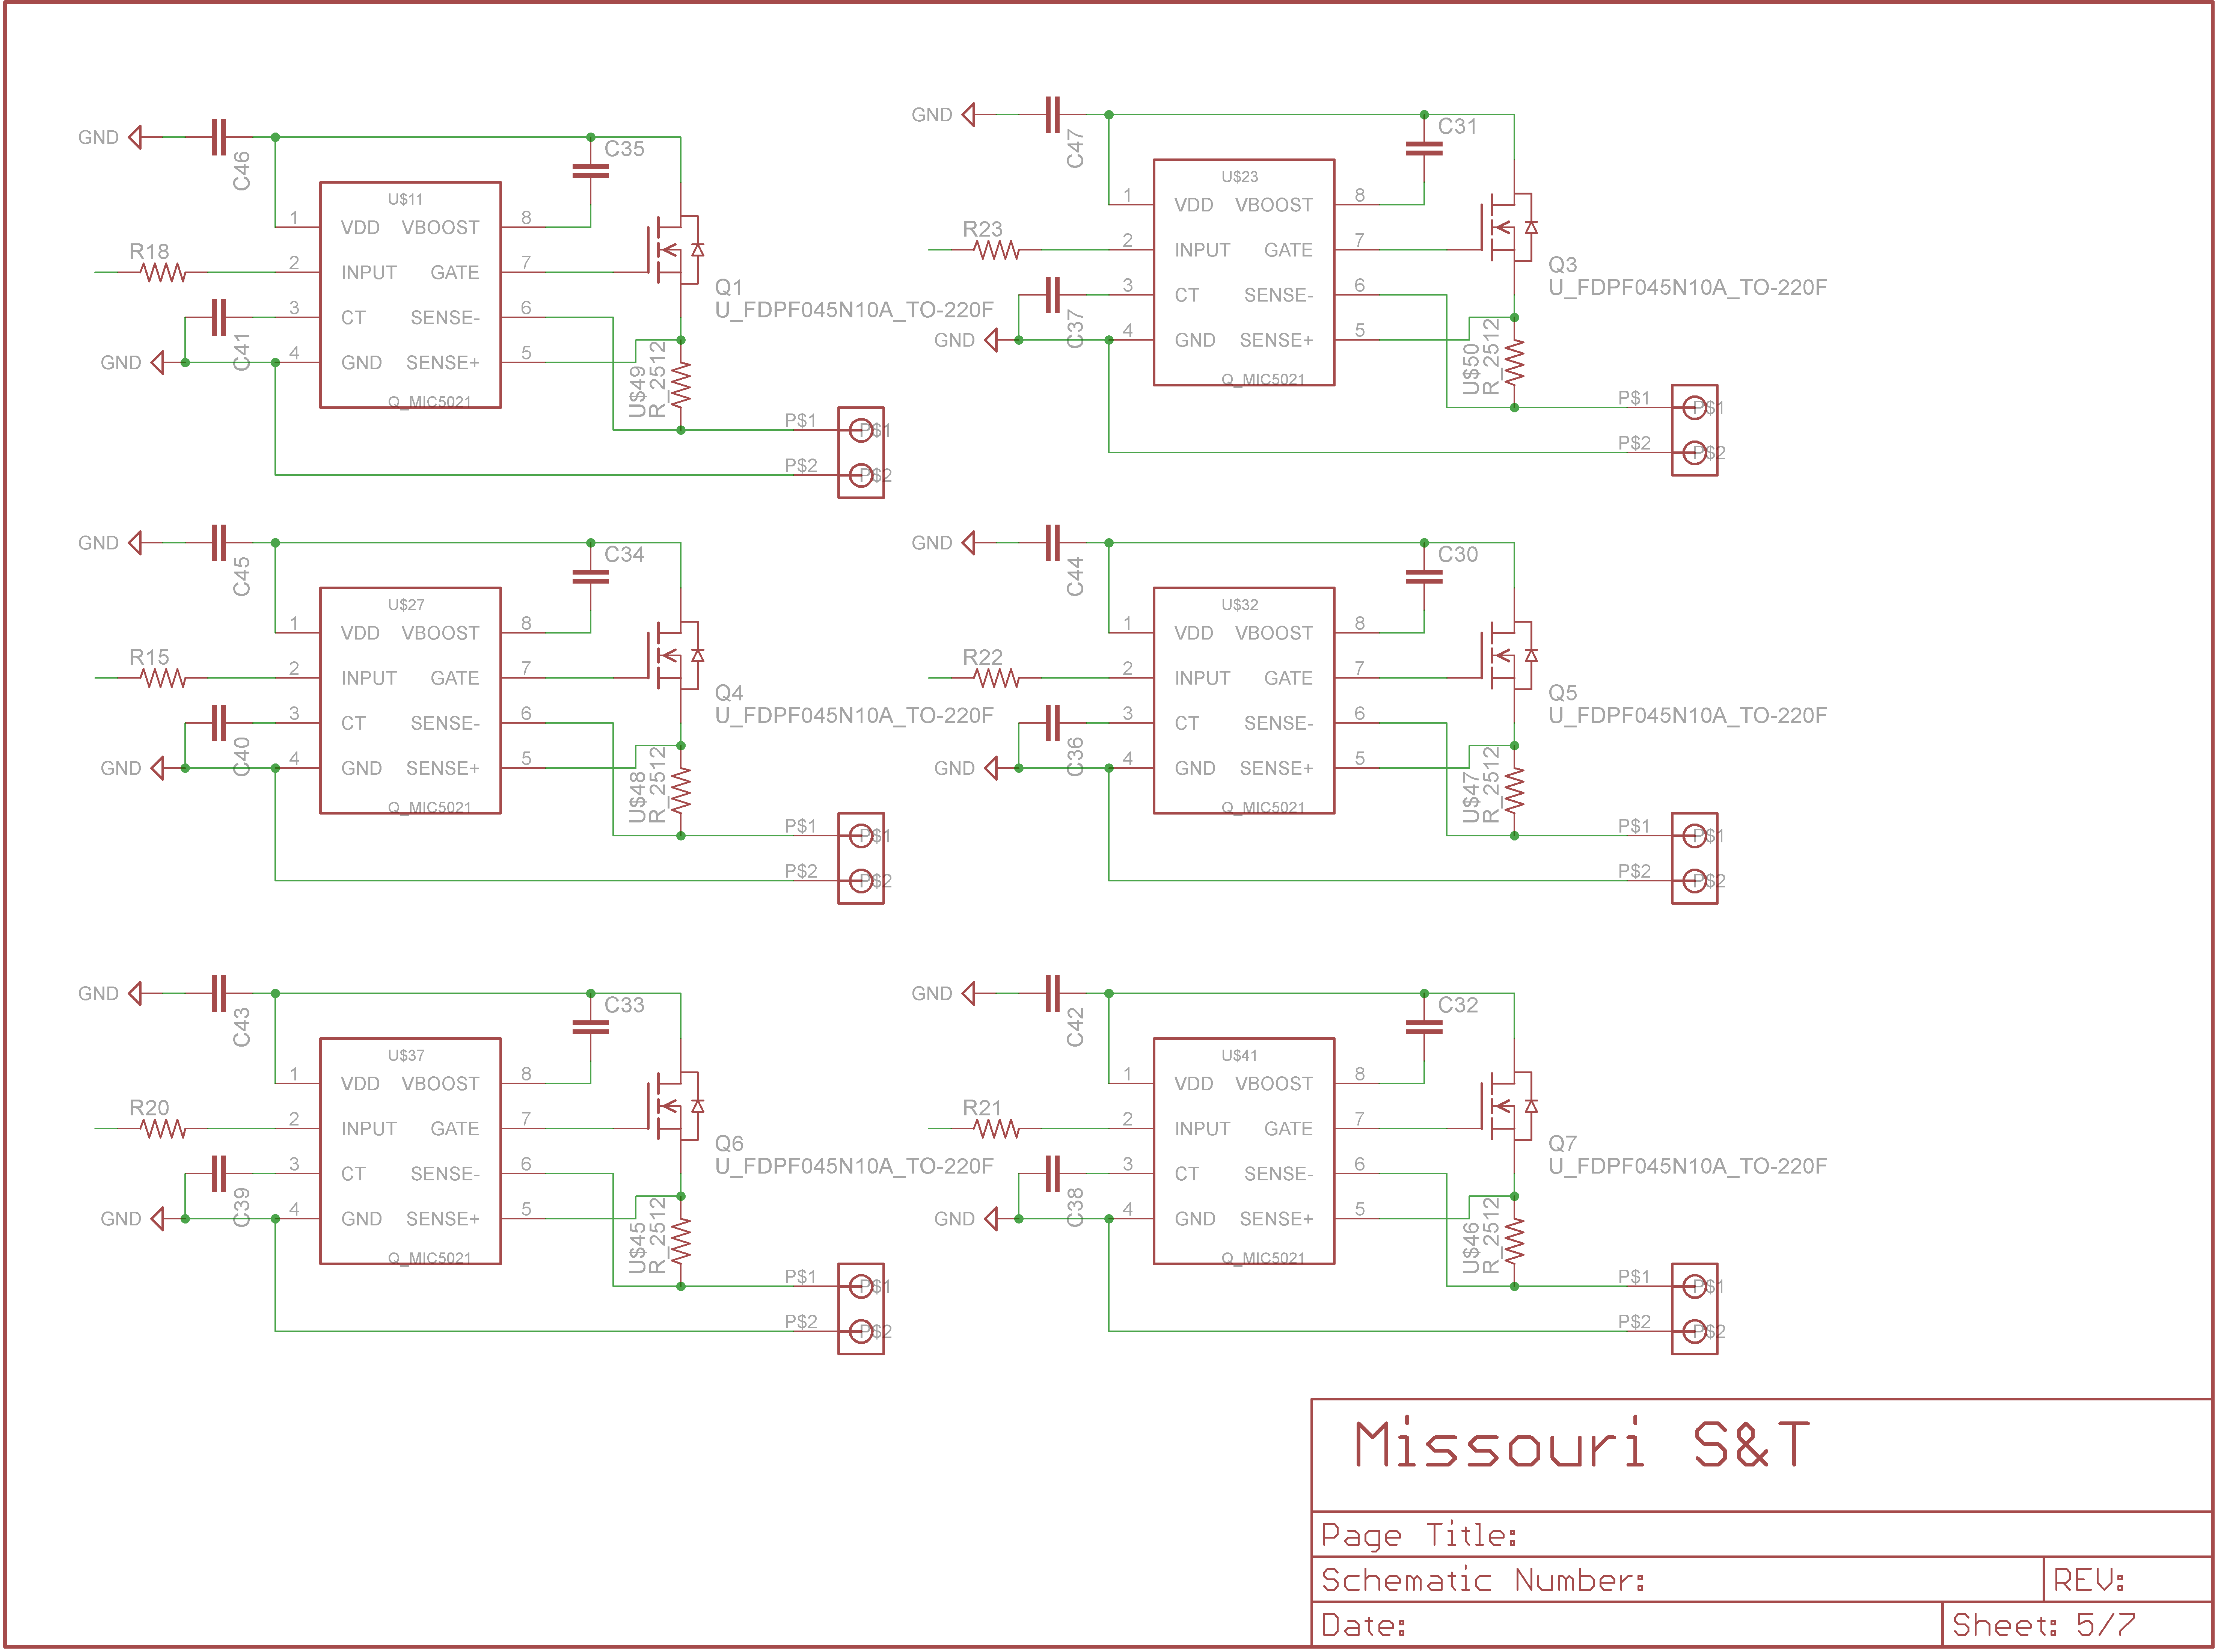 GND
C46
C35
U$11
1 VDD VBOOST 8
R18
2 INPUT GATE 7
3 CT SENSE- 6
C41
GND
4 GND SENSE+ 5
Q_MIC5021
Q1
U_FDPF045N10A_TO-220F
U$49
R_2512
P$1 P$1
P$2 P$2
GND
C47
C31
U$23
1 VDD VBOOST 8
R23
2 INPUT GATE 7
3 CT SENSE- 6
C37
GND
4 GND SENSE+ 5
Q_MIC5021
Q3
U_FDPF045N10A_TO-220F
U$50
R_2512
P$1 P$1
P$2 P$2
GND
C45
C34
U$27
1 VDD VBOOST 8
R15
2 INPUT GATE 7
3 CT SENSE- 6
C40
GND
4 GND SENSE+ 5
Q_MIC5021
Q4
U_FDPF045N10A_TO-220F
U$48
R_2512
P$1 P$1
P$2 P$2
GND
C44
C30
U$32
1 VDD VBOOST 8
R22
2 INPUT GATE 7
3 CT SENSE- 6
C36
GND
4 GND SENSE+ 5
Q_MIC5021
Q5
U_FDPF045N10A_TO-220F
U$47
R_2512
P$1 P$1
P$2 P$2
GND
C43
C33
U$37
1 VDD VBOOST 8
R20
2 INPUT GATE 7
3 CT SENSE- 6
C39
GND
4 GND SENSE+ 5
Q_MIC5021
Q6
U_FDPF045N10A_TO-220F
U$45
R_2512
P$1 P$1
P$2 P$2
GND
C42
C32
U$41
1 VDD VBOOST 8
R21
2 INPUT GATE 7
3 CT SENSE- 6
C38
GND
4 GND SENSE+ 5
Q_MIC5021
Q7
U_FDPF045N10A_TO-220F
U$46
R_2512
P$1 P$1
P$2 P$2
Missouri S&T
Page Title:
Schematic Number: REV:
Date: Sheet: 5/7